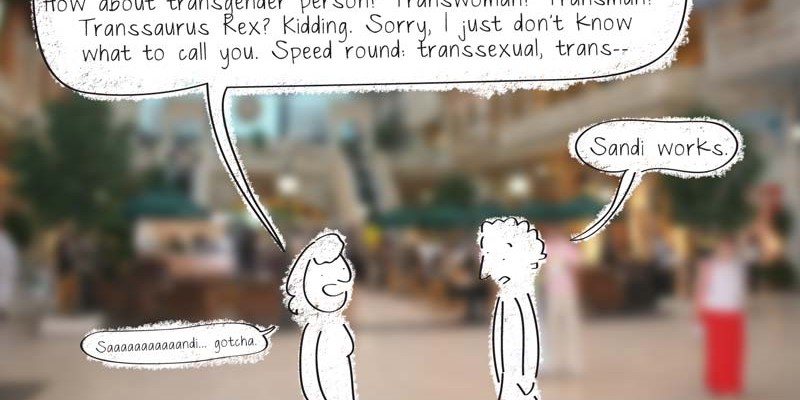 How about transgender person? Transwoman? Transman?
Transsaurus Rex? Kidding. Sorry, I just don't know
what to call you. Speed round: transsexual, trans--
Sandi works.
Saaaaaaaaaaandi... gotcha.